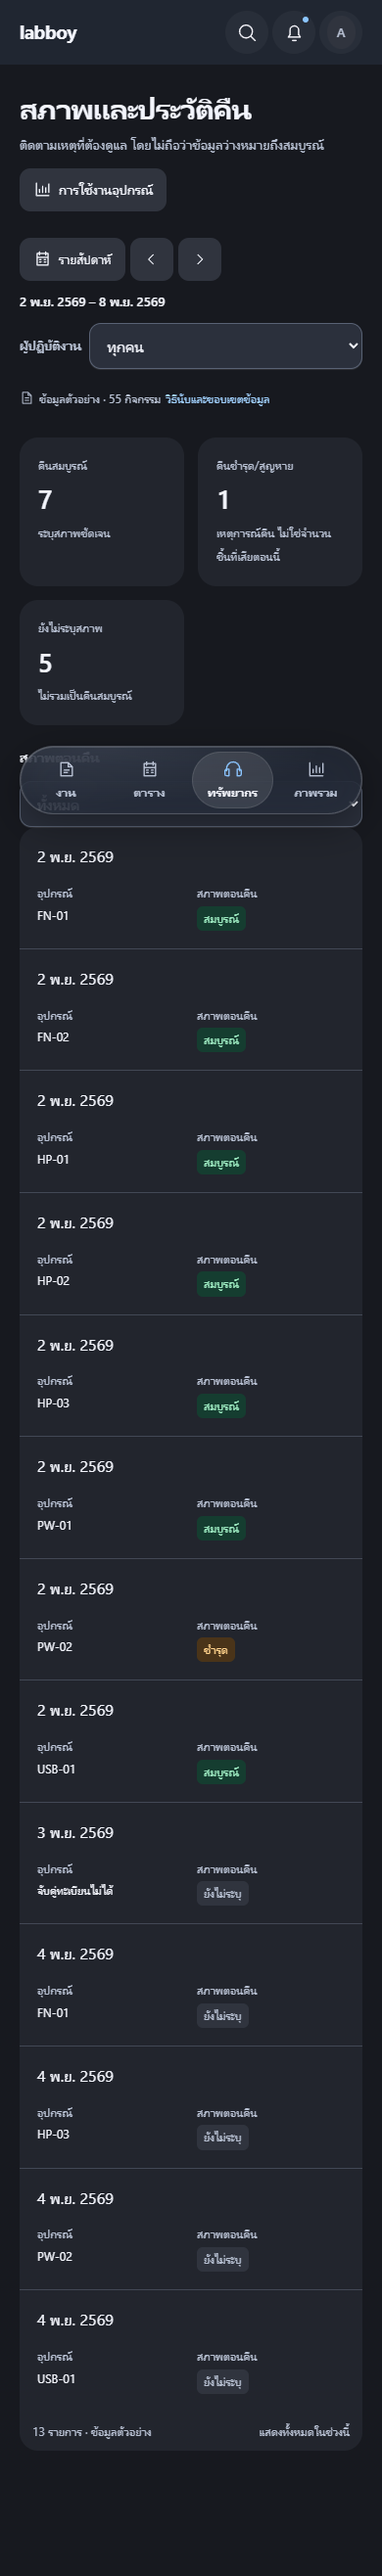 labboy
A
สภาพและประวัติคืน
ติดตามเหตุที่ต้องดูแล โดยไม่ถือว่าข้อมูลว่างหมายถึงสมบูรณ์
การใช้งานอุปกรณ์
รายสัปดาห์
2 พ.ย. 2569 – 8 พ.ย. 2569
ผู้ปฏิบัติงาน
ทุกคน
ข้อมูลตัวอย่าง · 55 กิจกรรม วิธีนับและขอบเขตข้อมูล
คืนสมบูรณ์
7
ระบุสภาพชัดเจน
คืนชำรุด/สูญหาย
1
เหตุการณ์คืน ไม่ใช่จำนวน
ชิ้นที่เสียตอนนี้
ยังไม่ระบุสภาพ
5
ไม่รวมเป็นคืนสมบูรณ์
สภาพตอนคืน
ทั้งหมด
งาน
ตาราง
ทรัพยากร
ภาพรวม
2 พ.ย. 2569
อุปกรณ์ สภาพตอนคืน
FN-01 สมบูรณ์
2 พ.ย. 2569
อุปกรณ์ สภาพตอนคืน
FN-02 สมบูรณ์
2 พ.ย. 2569
อุปกรณ์ สภาพตอนคืน
HP-01 สมบูรณ์
2 พ.ย. 2569
อุปกรณ์ สภาพตอนคืน
HP-02 สมบูรณ์
2 พ.ย. 2569
อุปกรณ์ สภาพตอนคืน
HP-03 สมบูรณ์
2 พ.ย. 2569
อุปกรณ์ สภาพตอนคืน
PW-01 สมบูรณ์
2 พ.ย. 2569
อุปกรณ์ สภาพตอนคืน
PW-02 ชำรุด
2 พ.ย. 2569
อุปกรณ์ สภาพตอนคืน
USB-01 สมบูรณ์
3 พ.ย. 2569
อุปกรณ์ สภาพตอนคืน
จับคู่ทะเบียนไม่ได้ ยังไม่ระบุ
4 พ.ย. 2569
อุปกรณ์ สภาพตอนคืน
FN-01 ยังไม่ระบุ
4 พ.ย. 2569
อุปกรณ์ สภาพตอนคืน
HP-03 ยังไม่ระบุ
4 พ.ย. 2569
อุปกรณ์ สภาพตอนคืน
PW-02 ยังไม่ระบุ
4 พ.ย. 2569
อุปกรณ์ สภาพตอนคืน
USB-01 ยังไม่ระบุ
13 รายการ · ข้อมูลตัวอย่าง แสดงทั้งหมดในช่วงนี้